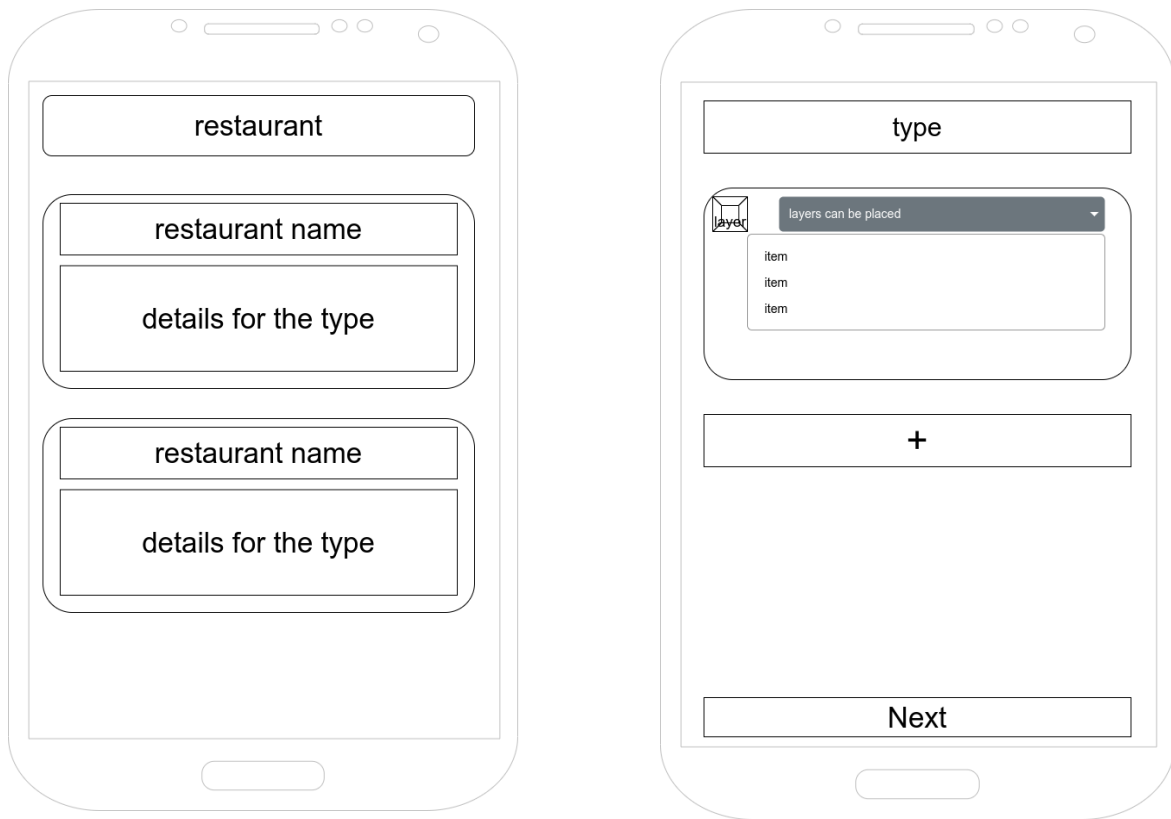 restaurant
restaurant name
details for the type
restaurant name
details for the type
type
layer
layers can be placed
item
item
item
+
Next